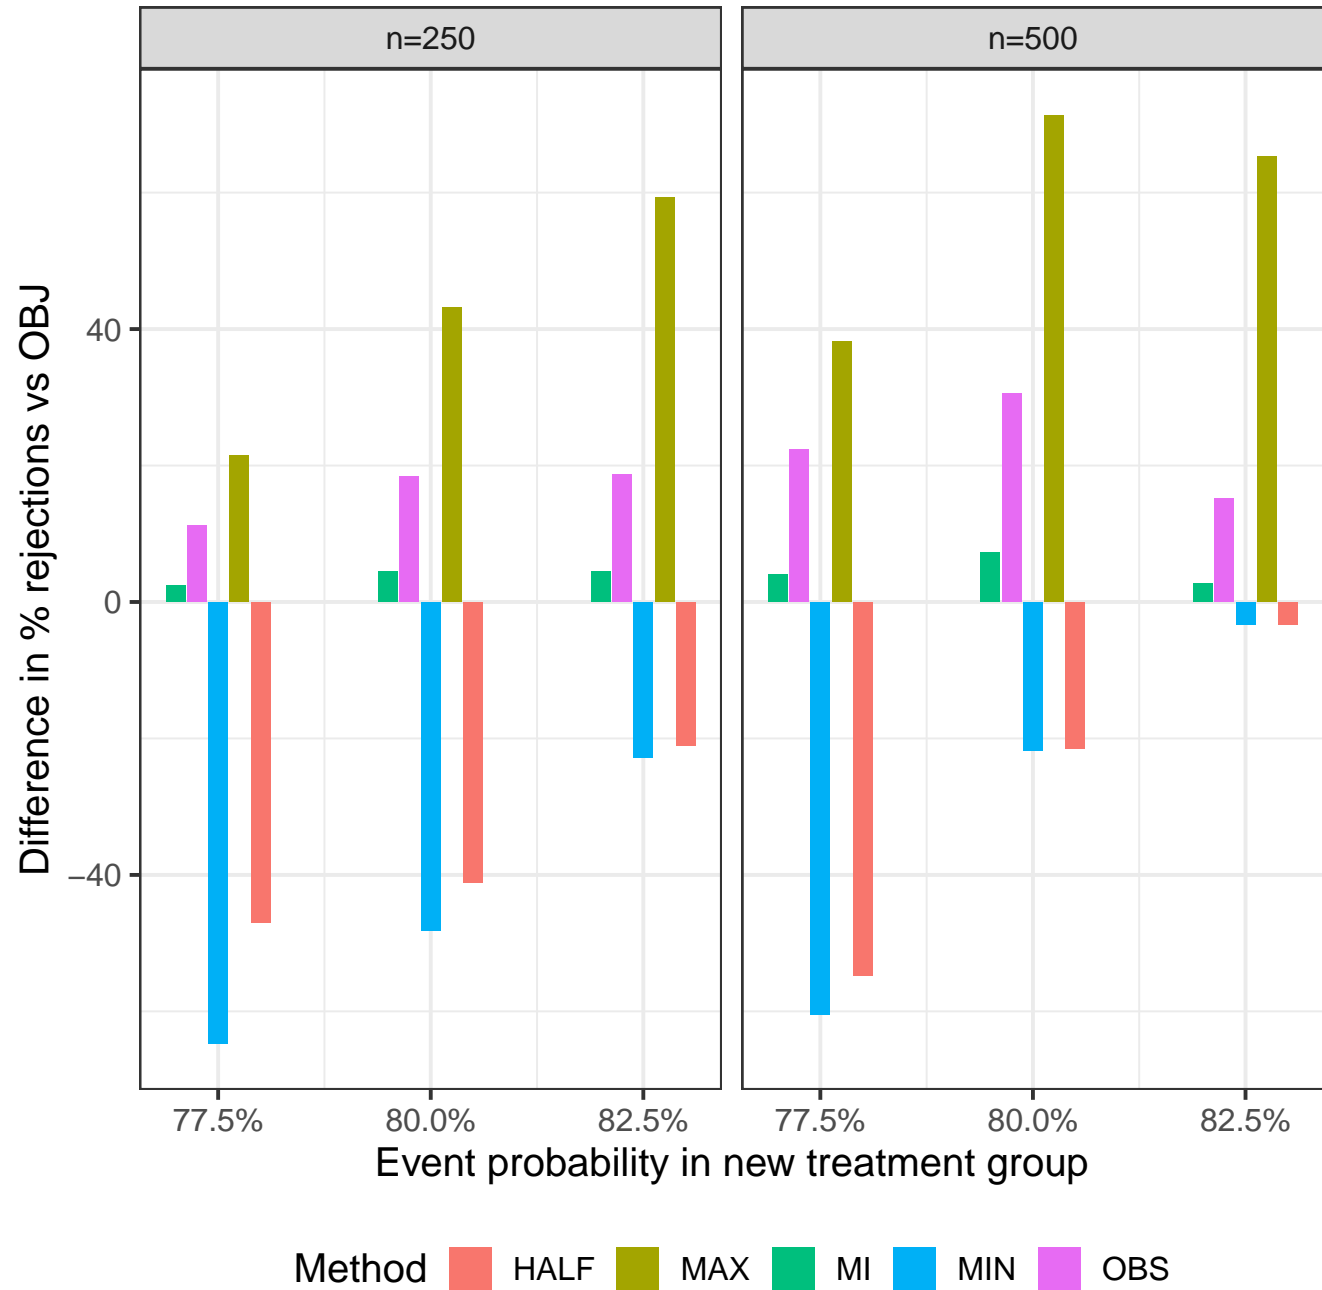 n=250 n=500
Difference in % rejections vs OBJ
40
0
−40
77.5% 80.0% 82.5% 77.5% 80.0% 82.5%
Event probability in new treatment group
Method HALF MAX MI MIN OBS